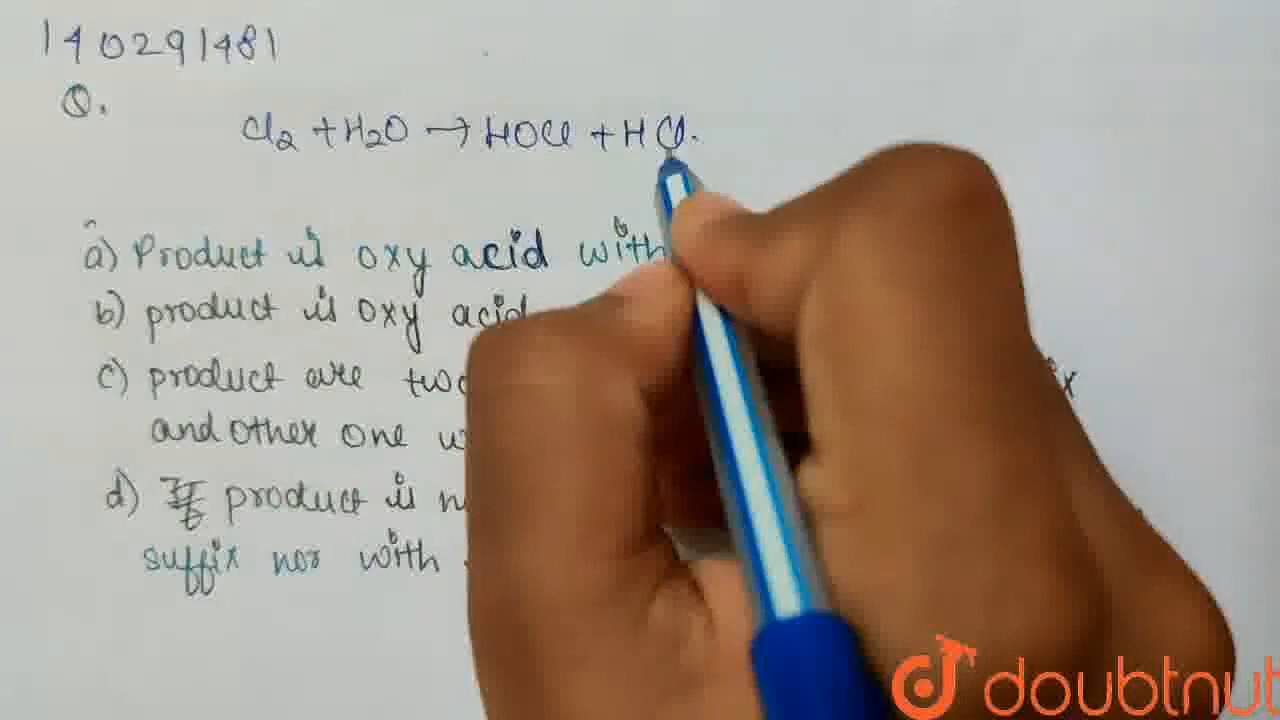 140291481
Q.
Cl2 + H2O → HOCl + HCl.
a) Product is oxy acid with
b) product is oxy acid
c) product are two
and other one
d) product is
suffix nor with
doubtnut